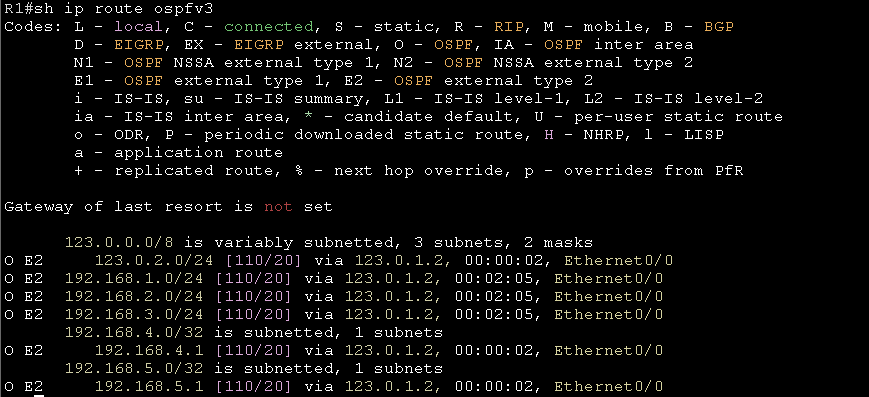 R1#sh ip route ospfv3
Codes: L - local, C - connected, S - static, R - RIP, M - mobile, B - BGP
       D - EIGRP, EX - EIGRP external, O - OSPF, IA - OSPF inter area
       N1 - OSPF NSSA external type 1, N2 - OSPF NSSA external type 2
       E1 - OSPF external type 1, E2 - OSPF external type 2
       i - IS-IS, su - IS-IS summary, L1 - IS-IS level-1, L2 - IS-IS level-2
       ia - IS-IS inter area, * - candidate default, U - per-user static route
       o - ODR, P - periodic downloaded static route, H - NHRP, l - LISP
       a - application route
       + - replicated route, % - next hop override, p - overrides from PfR
Gateway of last resort is not set
      123.0.0.0/8 is variably subnetted, 3 subnets, 2 masks
O E2     123.0.2.0/24 [110/20] via 123.0.1.2, 00:00:02, Ethernet0/0
O E2  192.168.1.0/24 [110/20] via 123.0.1.2, 00:02:05, Ethernet0/0
O E2  192.168.2.0/24 [110/20] via 123.0.1.2, 00:02:05, Ethernet0/0
O E2  192.168.3.0/24 [110/20] via 123.0.1.2, 00:02:05, Ethernet0/0
      192.168.4.0/32 is subnetted, 1 subnets
O E2     192.168.4.1 [110/20] via 123.0.1.2, 00:00:02, Ethernet0/0
      192.168.5.0/32 is subnetted, 1 subnets
O E2     192.168.5.1 [110/20] via 123.0.1.2, 00:00:02, Ethernet0/0